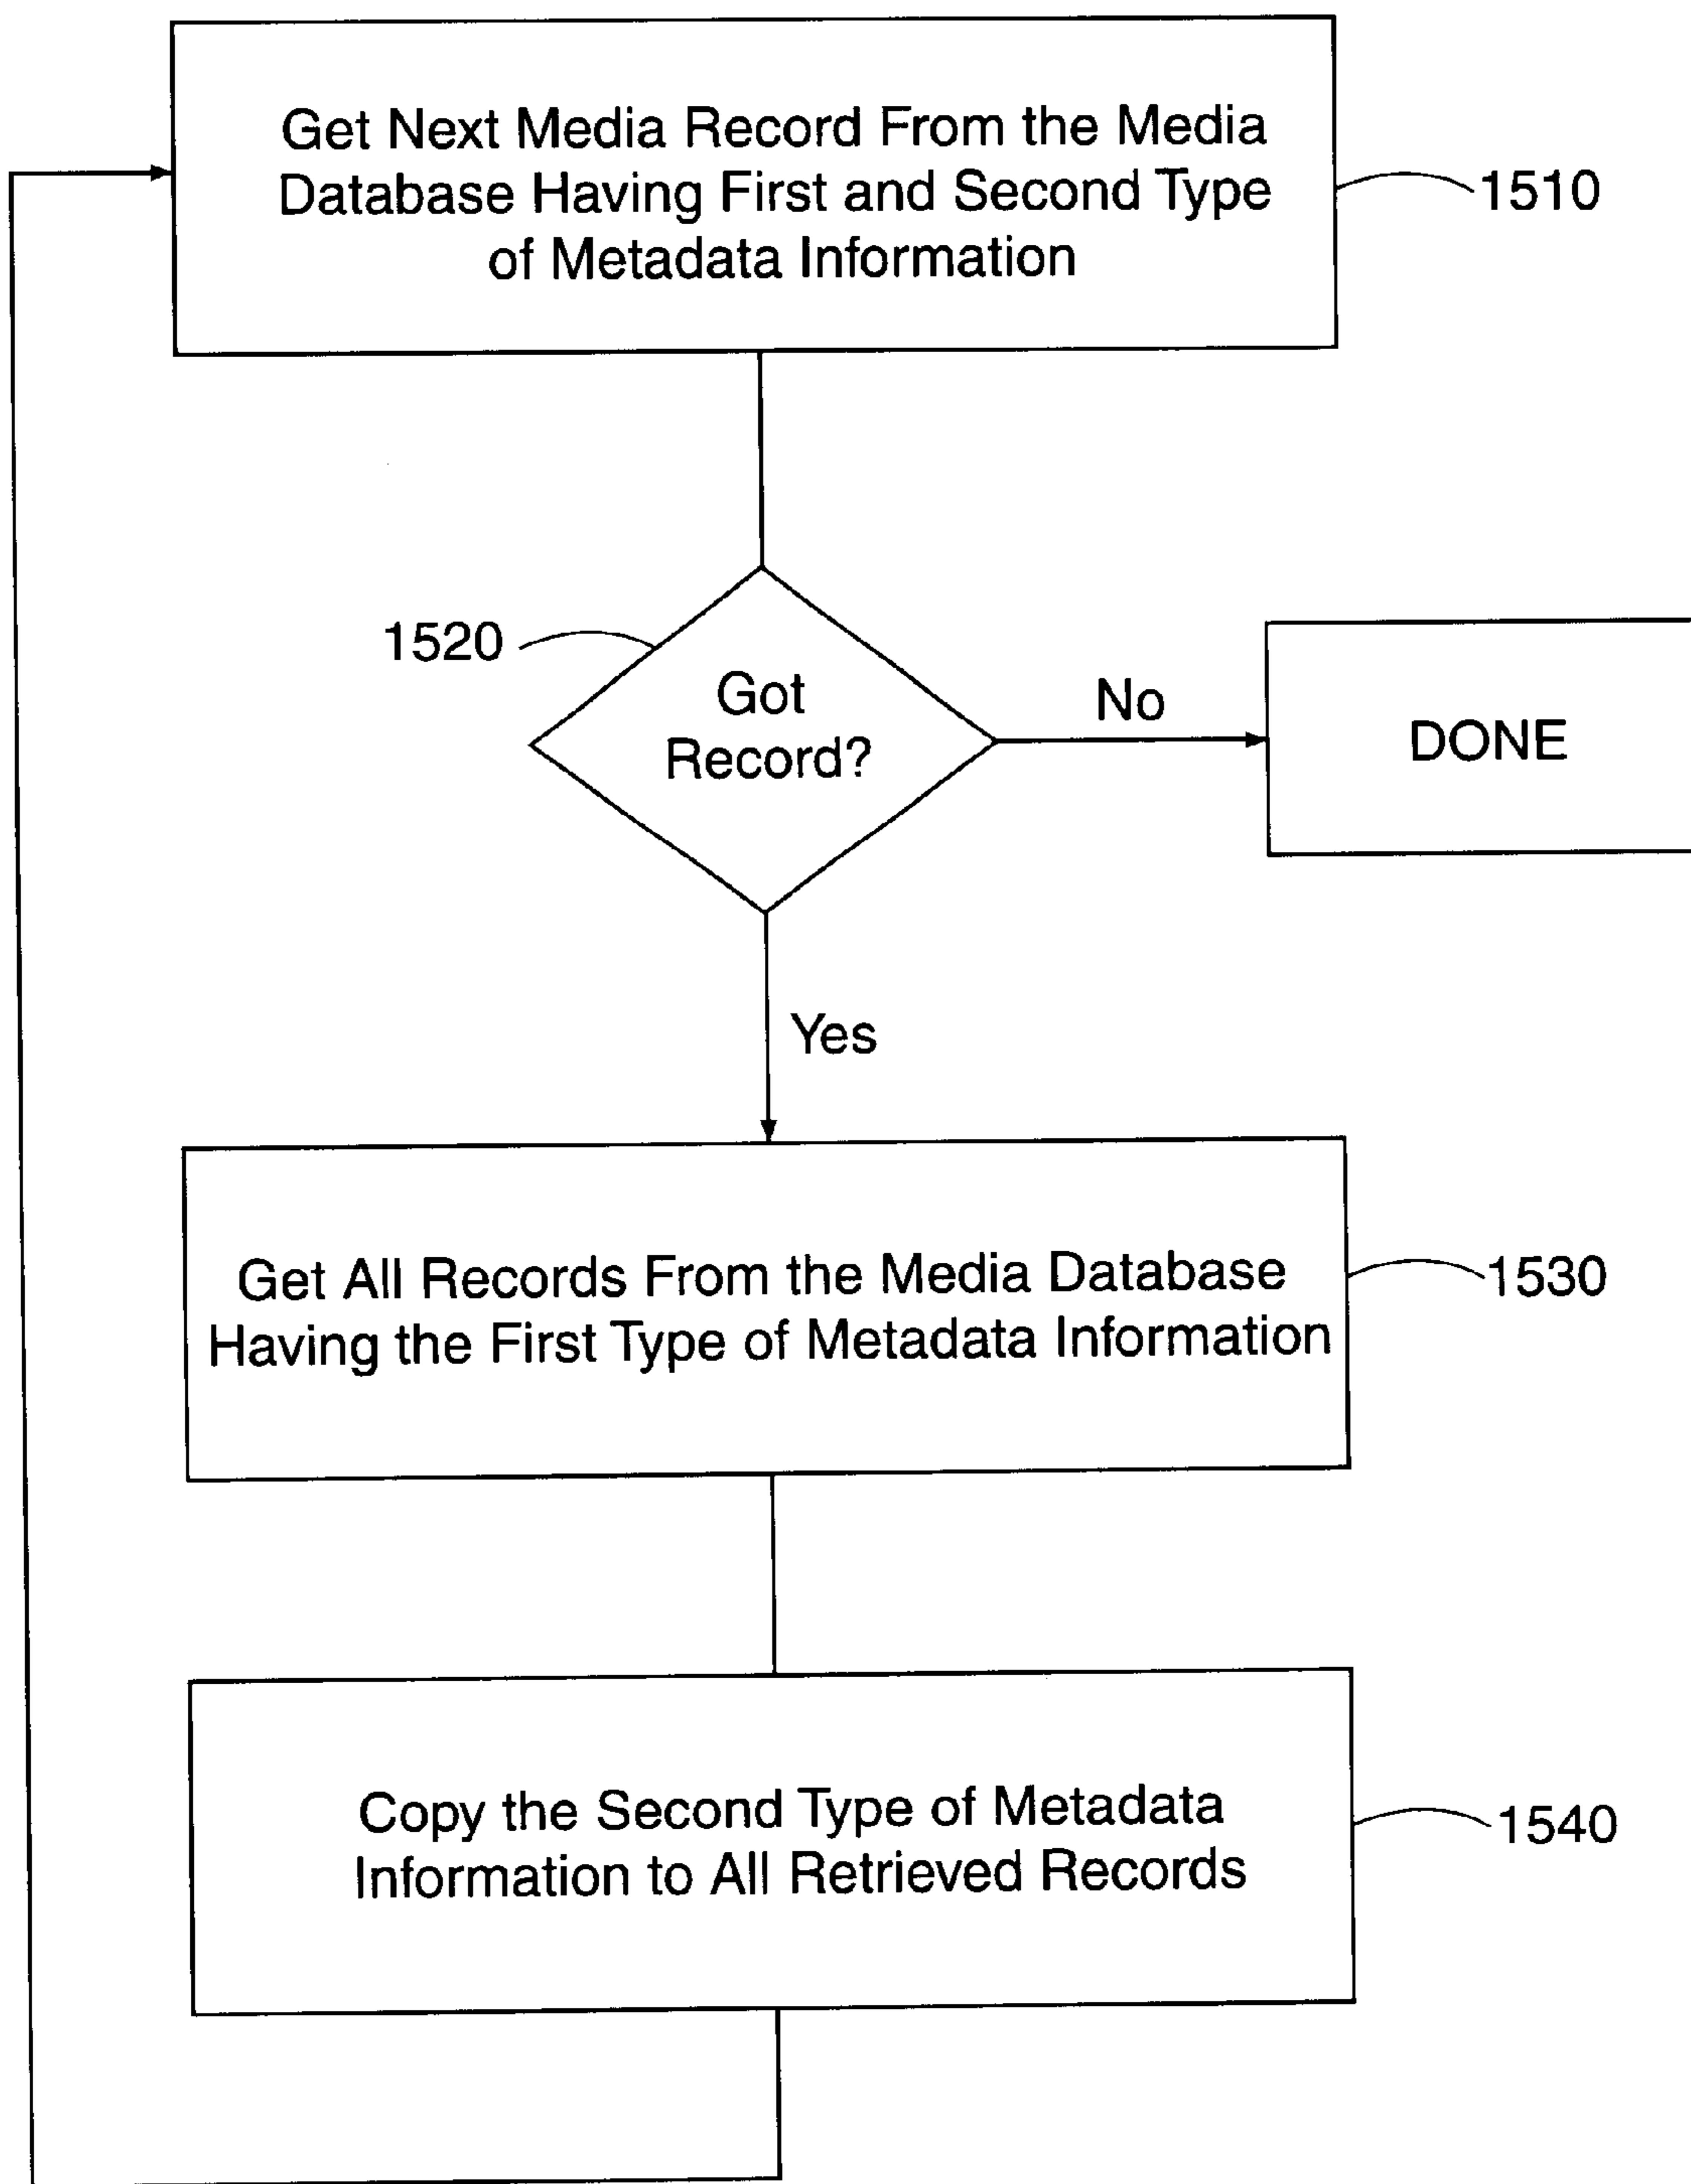 Get Next Media Record From the Media
Database Having First and Second Type
of Metadata Information
1510
1520
Got
Record?
No
DONE
Yes
Get All Records From the Media Database
Having the First Type of Metadata Information
1530
Copy the Second Type of Metadata
Information to All Retrieved Records
1540